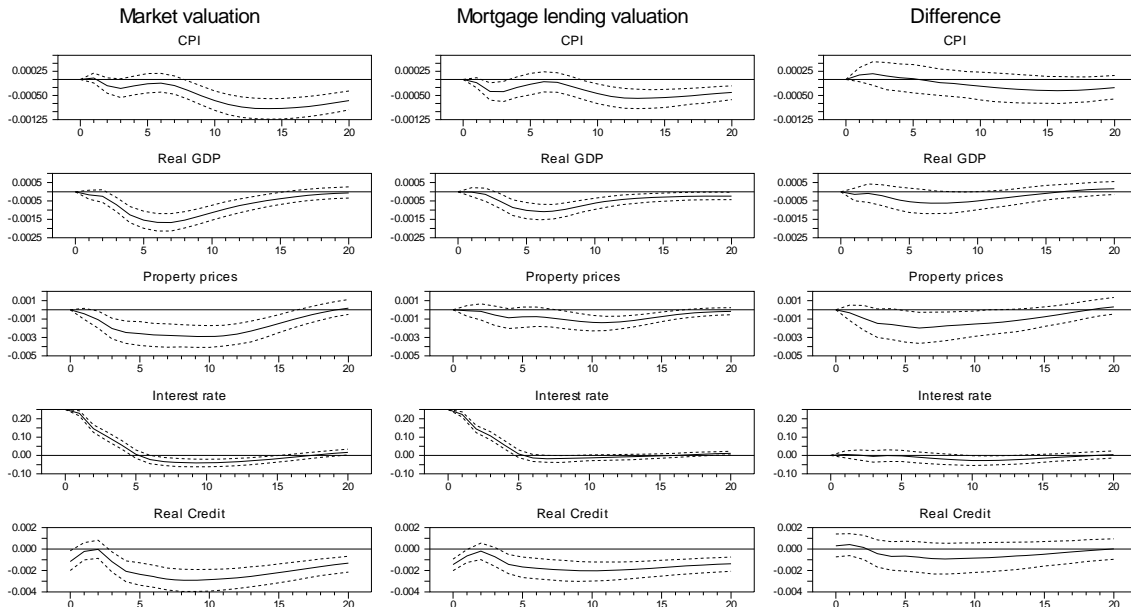 Market valuation Mortgage lending valuation Difference
CPI CPI CPI
0.00025 0.00025 0.00025
-0.00050 -0.00050 -0.00050
-0.00125 -0.00125 -0.00125
0 5 10 15 20 0 5 10 15 20 0 5 10 15 20
Real GDP Real GDP Real GDP
0.0005 0.0005 0.0005
-0.0005 -0.0005 -0.0005
-0.0015 -0.0015 -0.0015
-0.0025 -0.0025 -0.0025
0 5 10 15 20 0 5 10 15 20 0 5 10 15 20
Property prices Property prices Property prices
0.001 0.001 0.001
-0.001 -0.001 -0.001
-0.003 -0.003 -0.003
-0.005 -0.005 -0.005
0 5 10 15 20 0 5 10 15 20 0 5 10 15 20
Interest rate Interest rate Interest rate
0.20 0.20 0.20
0.10 0.10 0.10
0.00 0.00 0.00
-0.10 -0.10 -0.10
0 5 10 15 20 0 5 10 15 20 0 5 10 15 20
Real Credit Real Credit Real Credit
0.002 0.002 0.002
0.000 0.000 0.000
-0.002 -0.002 -0.002
-0.004 -0.004 -0.004
0 5 10 15 20 0 5 10 15 20 0 5 10 15 20